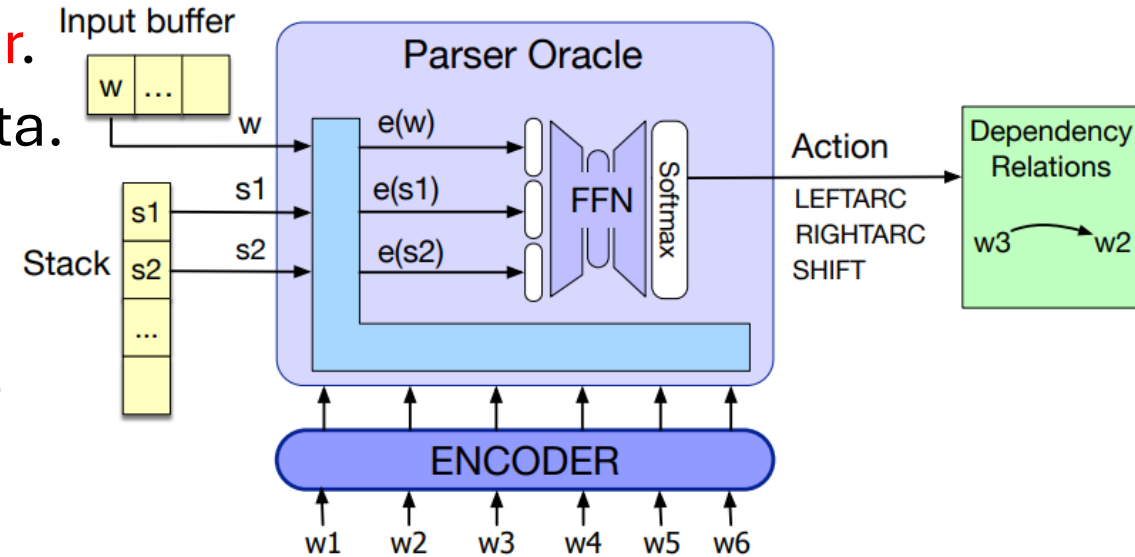 Input buffer
r.
ta.
w ...
w
s1
s2
Stack
s1
s2
...
Parser Oracle
e(w)
e(s1)
e(s2)
FFN
Softmax
Action
LEFTARC
RIGHTARC
SHIFT
Dependency
Relations
w3 w2
ENCODER
w1 w2 w3 w4 w5 w6